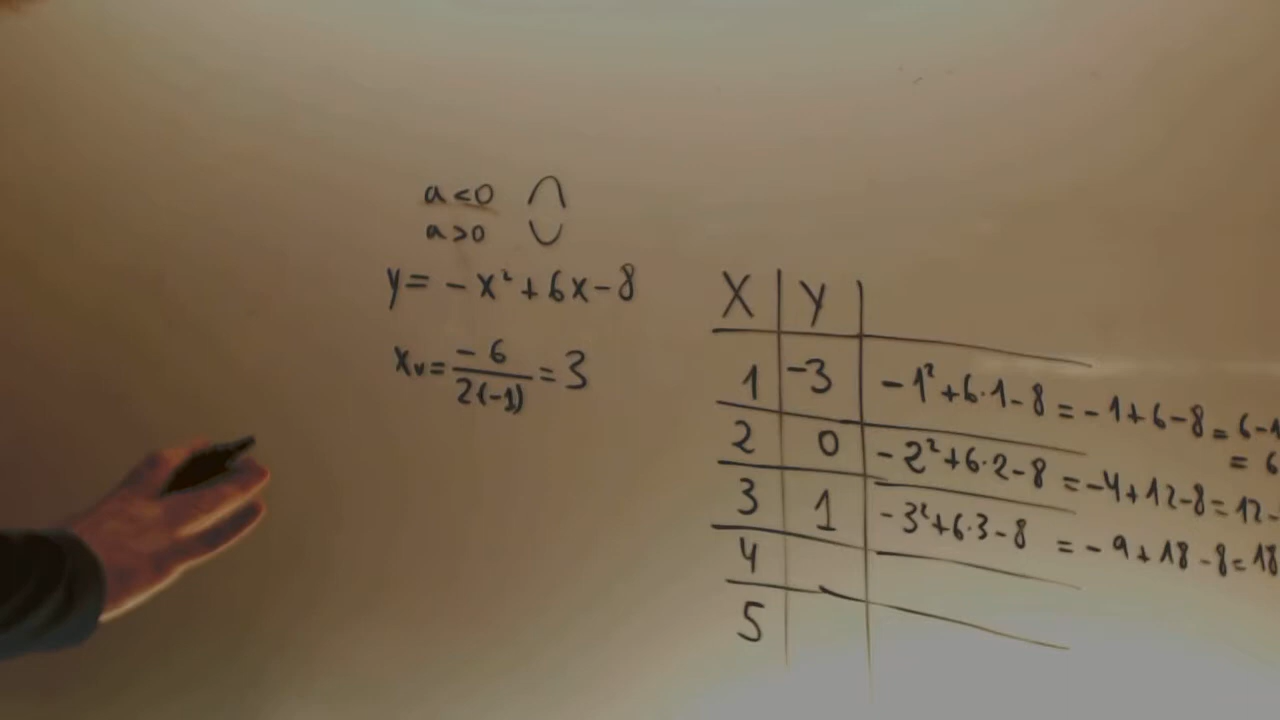 a<0
a>0
y= -x²+6x-8
xv= -6/2(-1) =3
X Y
1 -3 -1²+6·1-8 = -1+6-8 = 6-
= 6
2 0 -2²+6·2-8 = -4+12-8 = 12-
3 1 -3²+6·3-8 = -9+18-8= 18
4
5